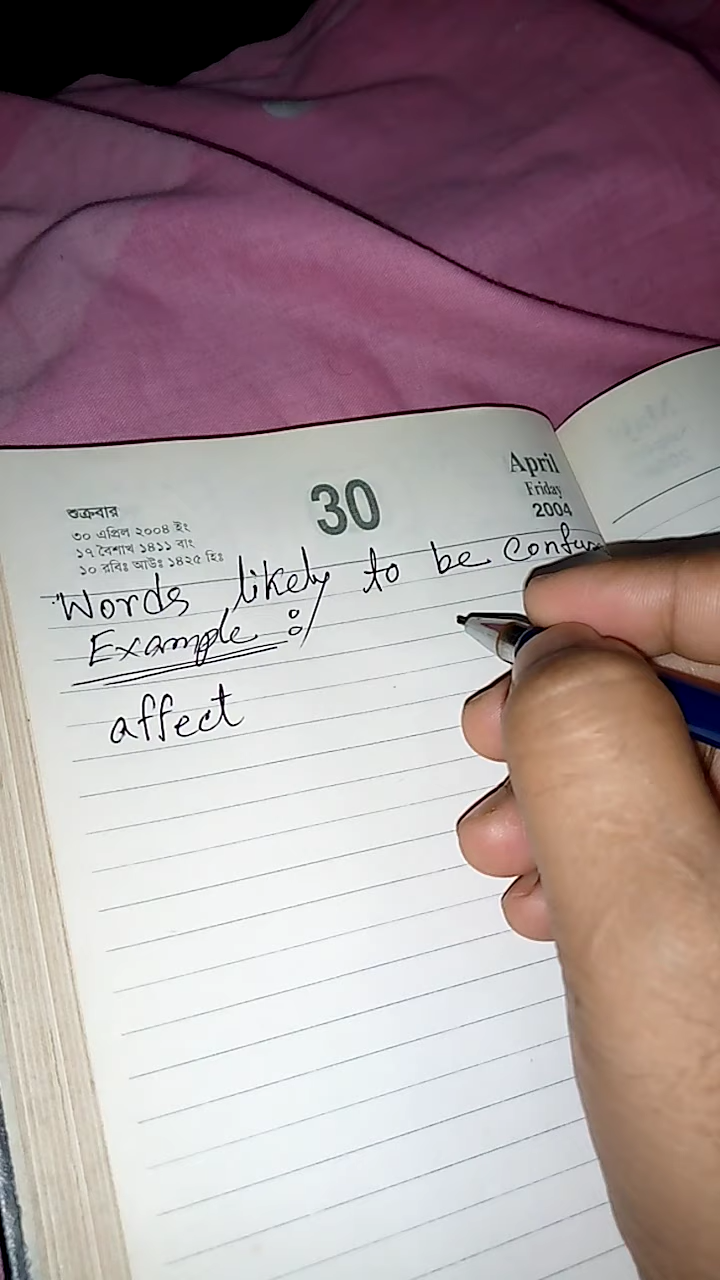 শুক্রবার
৩০ এপ্রিল ২০০৪ ইং
১৭ বৈশাখ ১৪১১ বাং
১০ রবিঃ আউঃ ১৪২৫ হিঃ
30
April
Friday
2004
Words likely to be
Example :/
affect